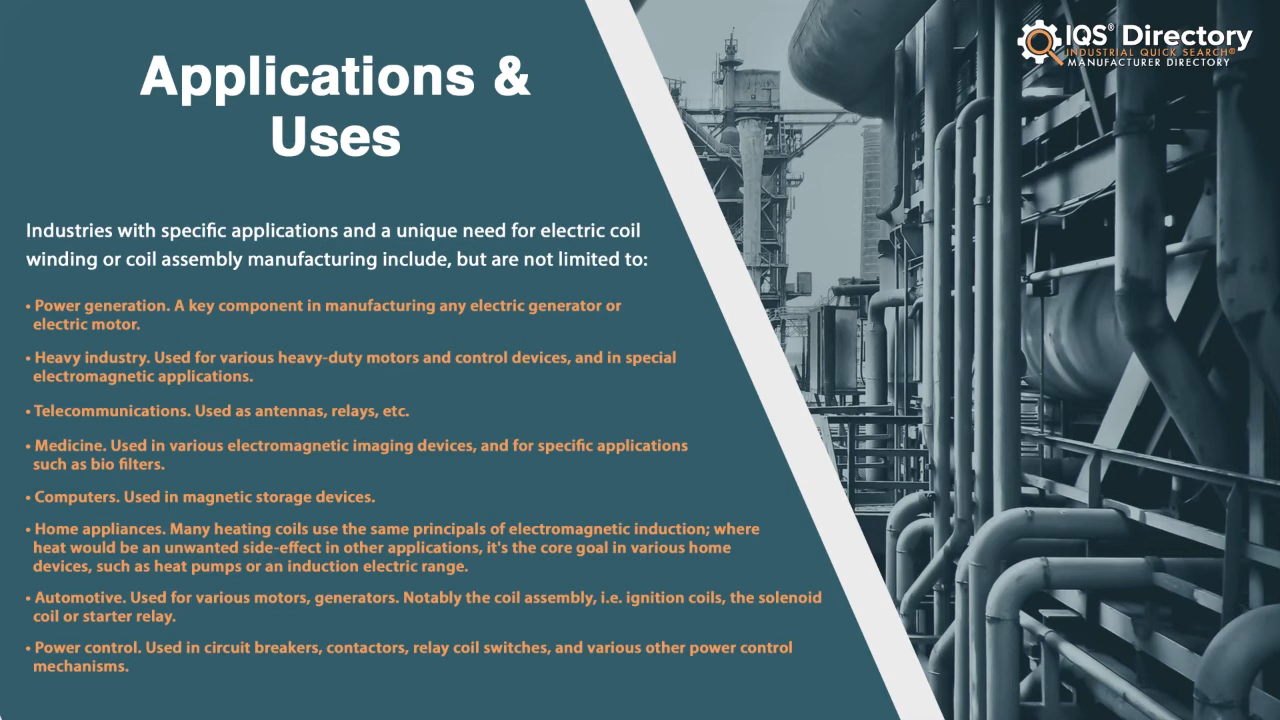 Applications &
Uses
IQS® Directory
INDUSTRIAL QUICK SEARCH®
MANUFACTURER DIRECTORY
Industries with specific applications and a unique need for electric coil
winding or coil assembly manufacturing include, but are not limited to:
• Power generation. A key component in manufacturing any electric generator or
electric motor.
• Heavy industry. Used for various heavy-duty motors and control devices, and in special
electromagnetic applications.
• Telecommunications. Used as antennas, relays, etc.
• Medicine. Used in various electromagnetic imaging devices, and for specific applications
such as bio filters.
• Computers. Used in magnetic storage devices.
• Home appliances. Many heating coils use the same principals of electromagnetic induction; where
heat would be an unwanted side-effect in other applications, it's the core goal in various home
devices, such as heat pumps or an induction electric range.
• Automotive. Used for various motors, generators. Notably the coil assembly, i.e. ignition coils, the solenoid
coil or starter relay.
• Power control. Used in circuit breakers, contactors, relay coil switches, and various other power control
mechanisms.